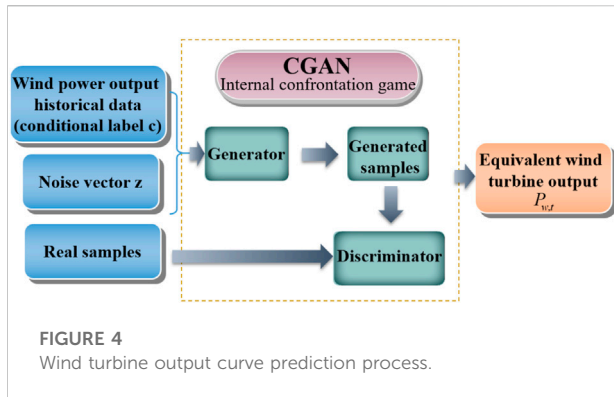 CGAN
Internal confrontation game
Wind power output
historical data
(conditional label c)
Noise vector z
Real samples
Generator
Generated
samples
Discriminator
Equivalent wind
turbine output
P_{w,t}
FIGURE 4
Wind turbine output curve prediction process.